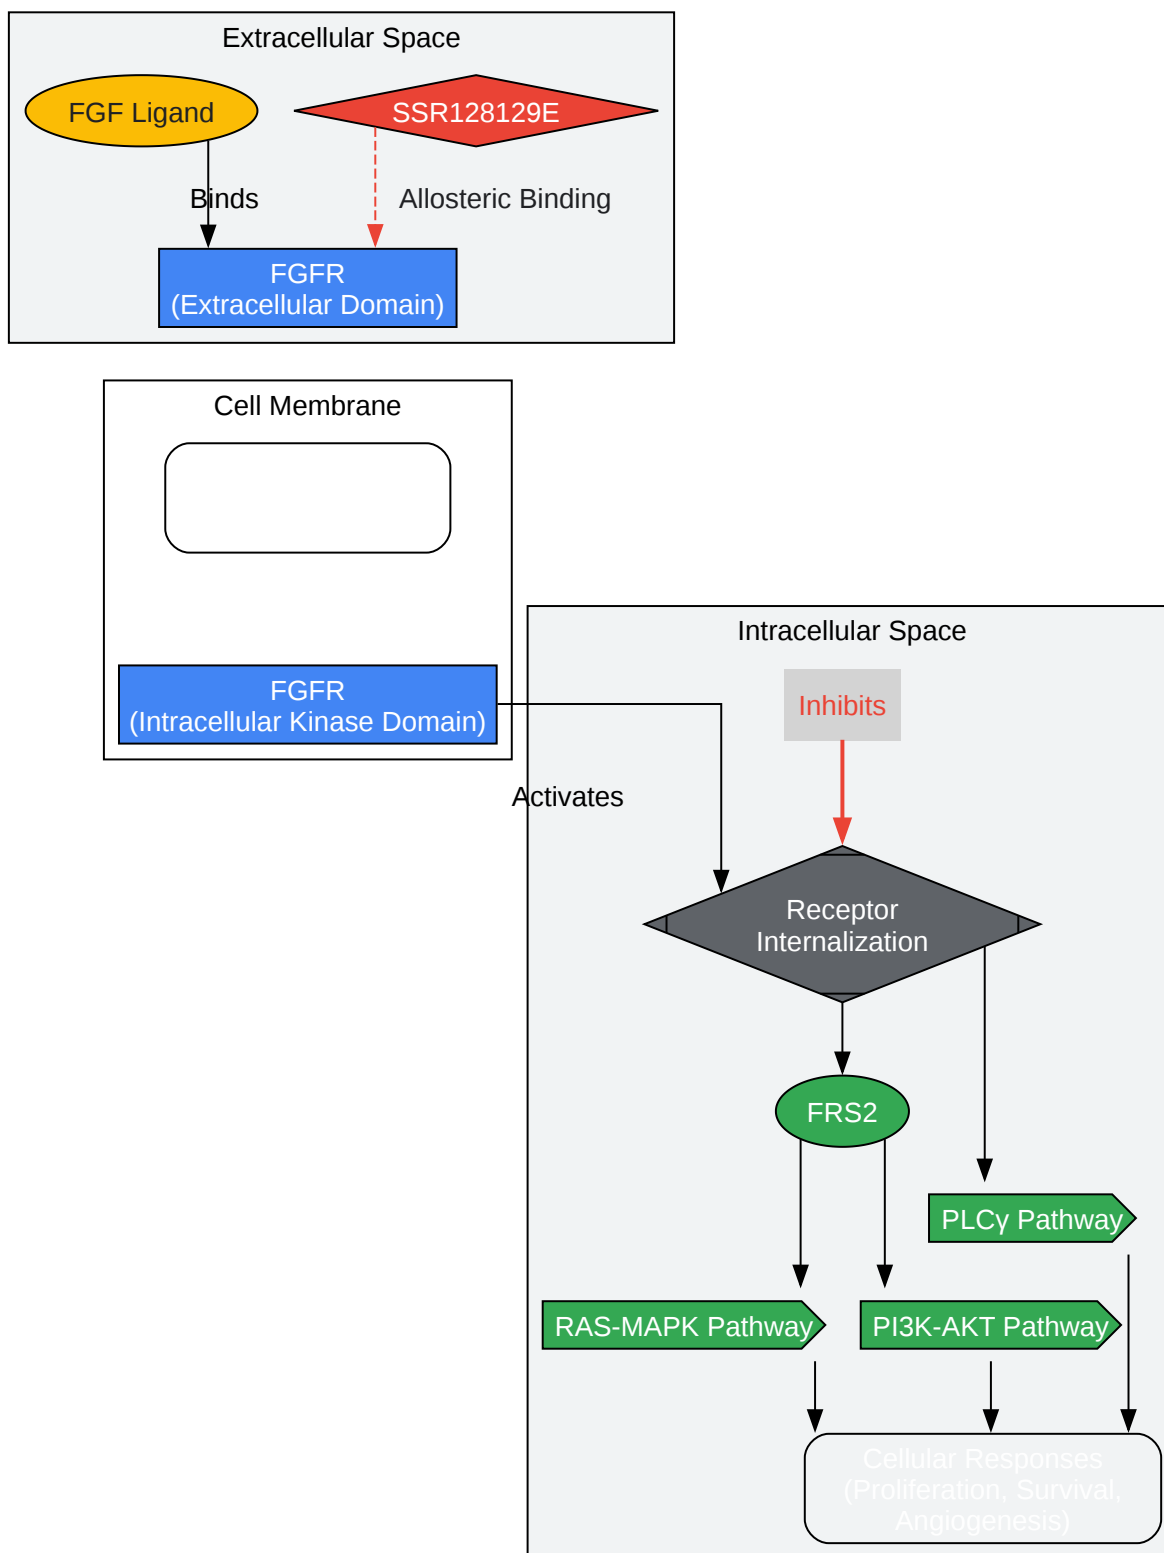 Extracellular Space
FGF Ligand
SSR128129E
Binds
Allosteric Binding
FGFR
(Extracellular Domain)
Cell Membrane
Intracellular Space
FGFR
(Intracellular Kinase Domain)
Inhibits
Activates
Receptor
Internalization
FRS2
PLCγ Pathway
RAS-MAPK Pathway
PI3K-AKT Pathway
Cellular Responses
(Proliferation, Survival,
Angiogenesis)